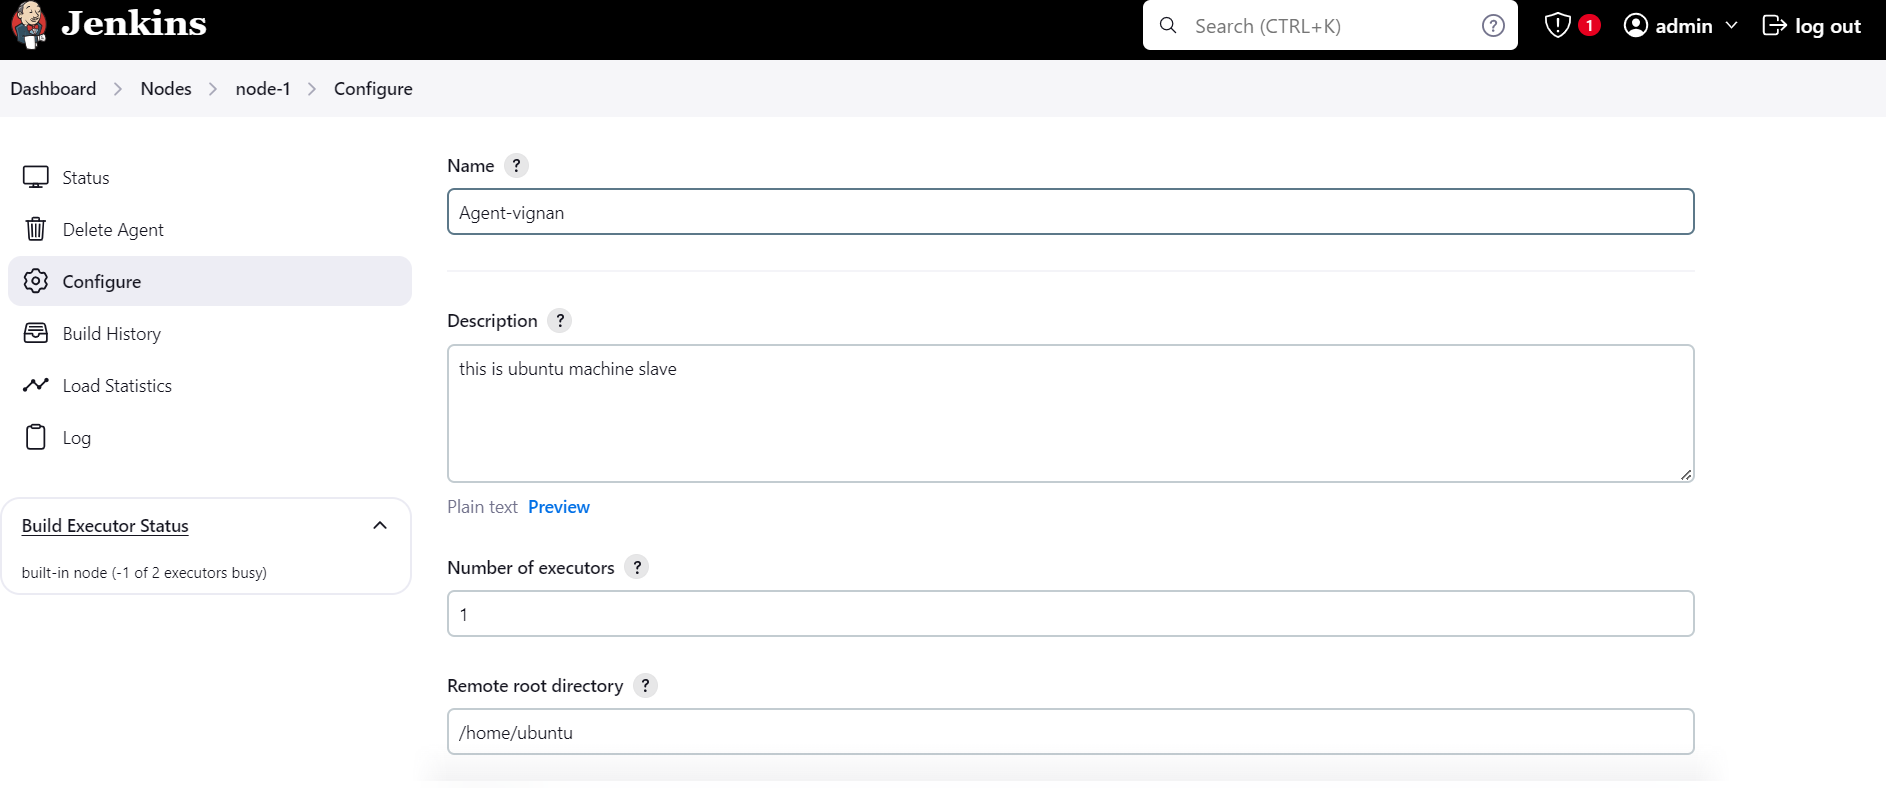 Jenkins
Search (CTRL+K)
?
1
admin
log out
Dashboard
Nodes
node-1
Configure
Status
Delete Agent
Configure
Build History
Load Statistics
Log
Build Executor Status
built-in node (-1 of 2 executors busy)
Name ?
Agent-vignan
Description ?
this is ubuntu machine slave
Plain text Preview
Number of executors ?
1
Remote root directory ?
/home/ubuntu